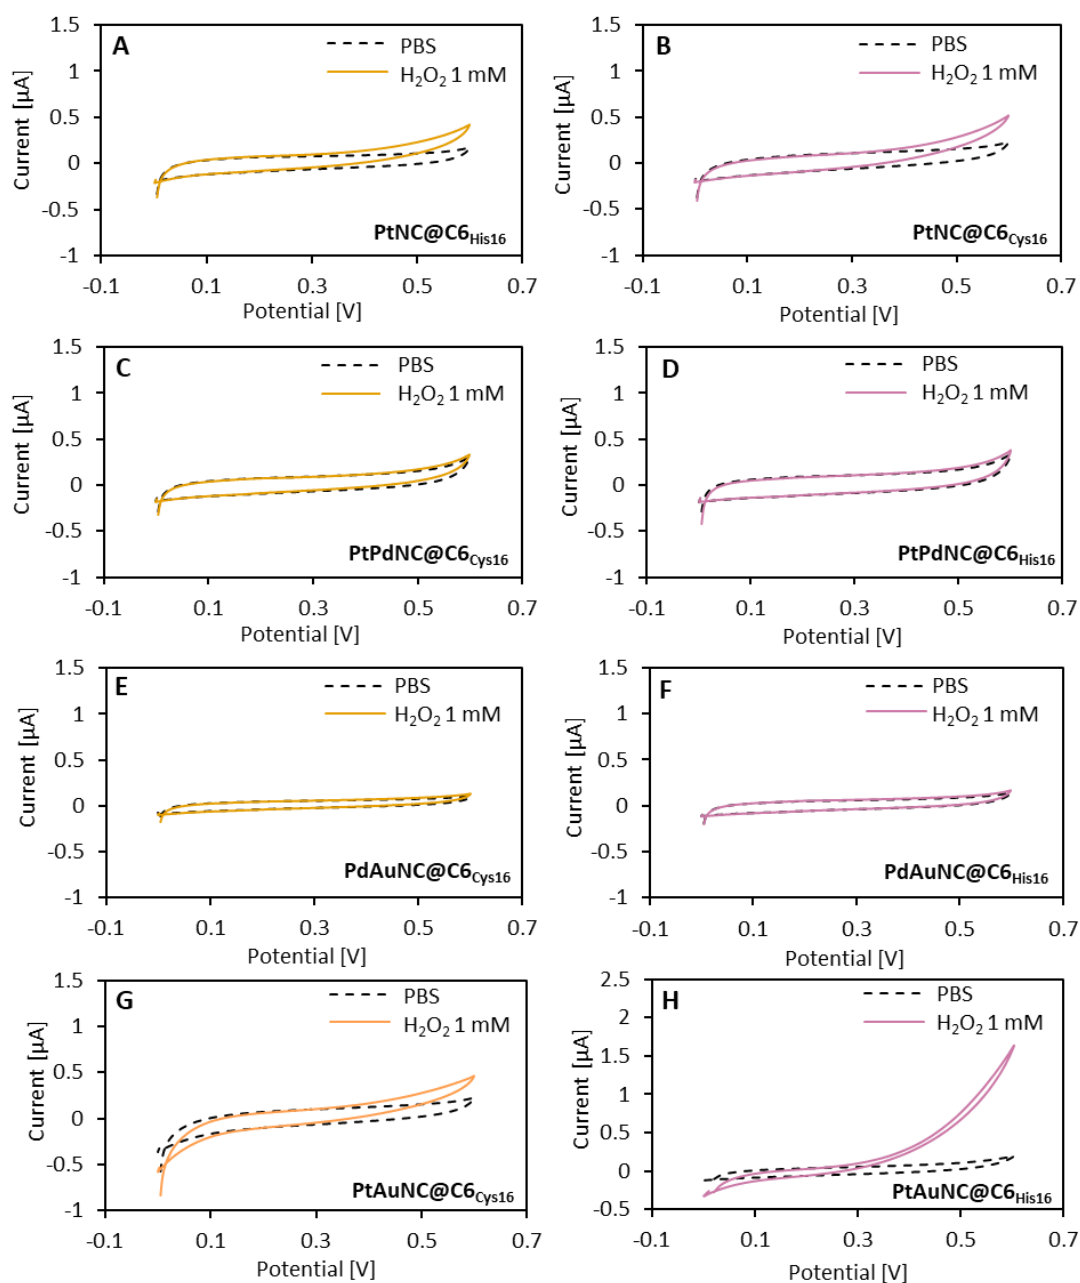 A
PBS
H₂O₂ 1 mM
1.5
1
0.5
0
-0.5
-1
Current [µA]
PtNC@C6His16
-0.1 0.1 0.3 0.5 0.7
Potential [V]
B
PBS
H₂O₂ 1 mM
1.5
1
0.5
0
-0.5
-1
Current [µA]
PtNC@C6Cys16
-0.1 0.1 0.3 0.5 0.7
Potential [V]
C
PBS
H₂O₂ 1 mM
1.5
1
0.5
0
-0.5
-1
Current [µA]
PtPdNC@C6Cys16
-0.1 0.1 0.3 0.5 0.7
Potential [V]
D
PBS
H₂O₂ 1 mM
1.5
1
0.5
0
-0.5
-1
Current [µA]
PtPdNC@C6His16
-0.1 0.1 0.3 0.5 0.7
Potential [V]
E
PBS
H₂O₂ 1 mM
1.5
1
0.5
0
-0.5
-1
Current [µA]
PdAuNC@C6Cys16
-0.1 0.1 0.3 0.5 0.7
Potential [V]
F
PBS
H₂O₂ 1 mM
1.5
1
0.5
0
-0.5
-1
Current [µA]
PdAuNC@C6His16
-0.1 0.1 0.3 0.5 0.7
Potential [V]
G
PBS
H₂O₂ 1 mM
1.5
1
0.5
0
-0.5
-1
Current [µA]
PtAuNC@C6Cys16
-0.1 0.1 0.3 0.5 0.7
Potential [V]
H
PBS
H₂O₂ 1 mM
2.5
2
1.5
1
0.5
0
-0.5
Current [µA]
PtAuNC@C6His16
-0.1 0.1 0.3 0.5 0.7
Potential [V]